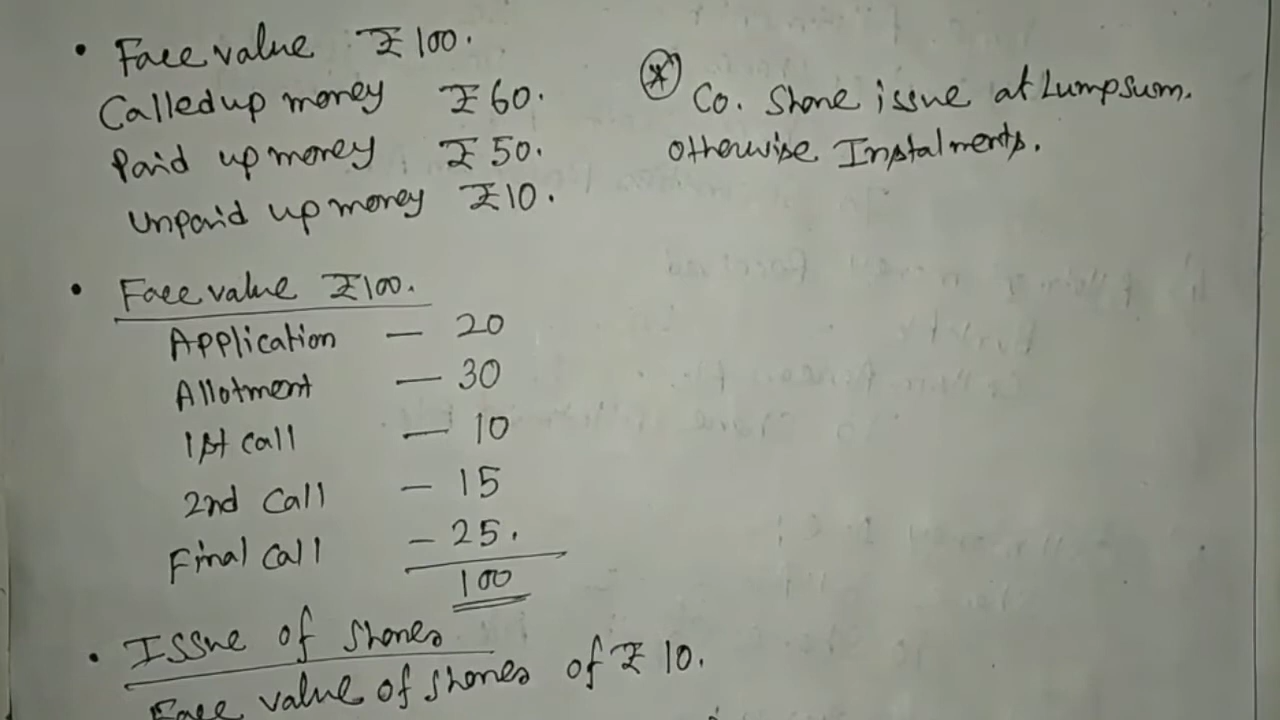 • Face value ₹ 100.
Called up money ₹ 60.
Paid up money ₹ 50.
Unpaid up money ₹ 10.
* Co. Share issue at Lumpsum.
otherwise Instalments.
• Face value ₹ 100.
Application — 20
Allotment — 30
1st call — 10
2nd Call — 15
Final Call — 25.
100
• Issue of shares
Face value of shares of ₹ 10.